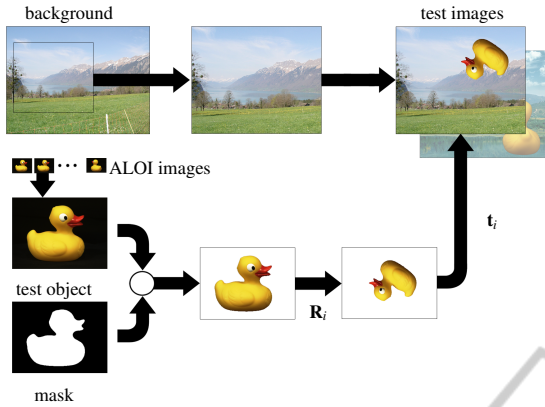 background
test images
ALOI images
test object
mask
R_i
t_i